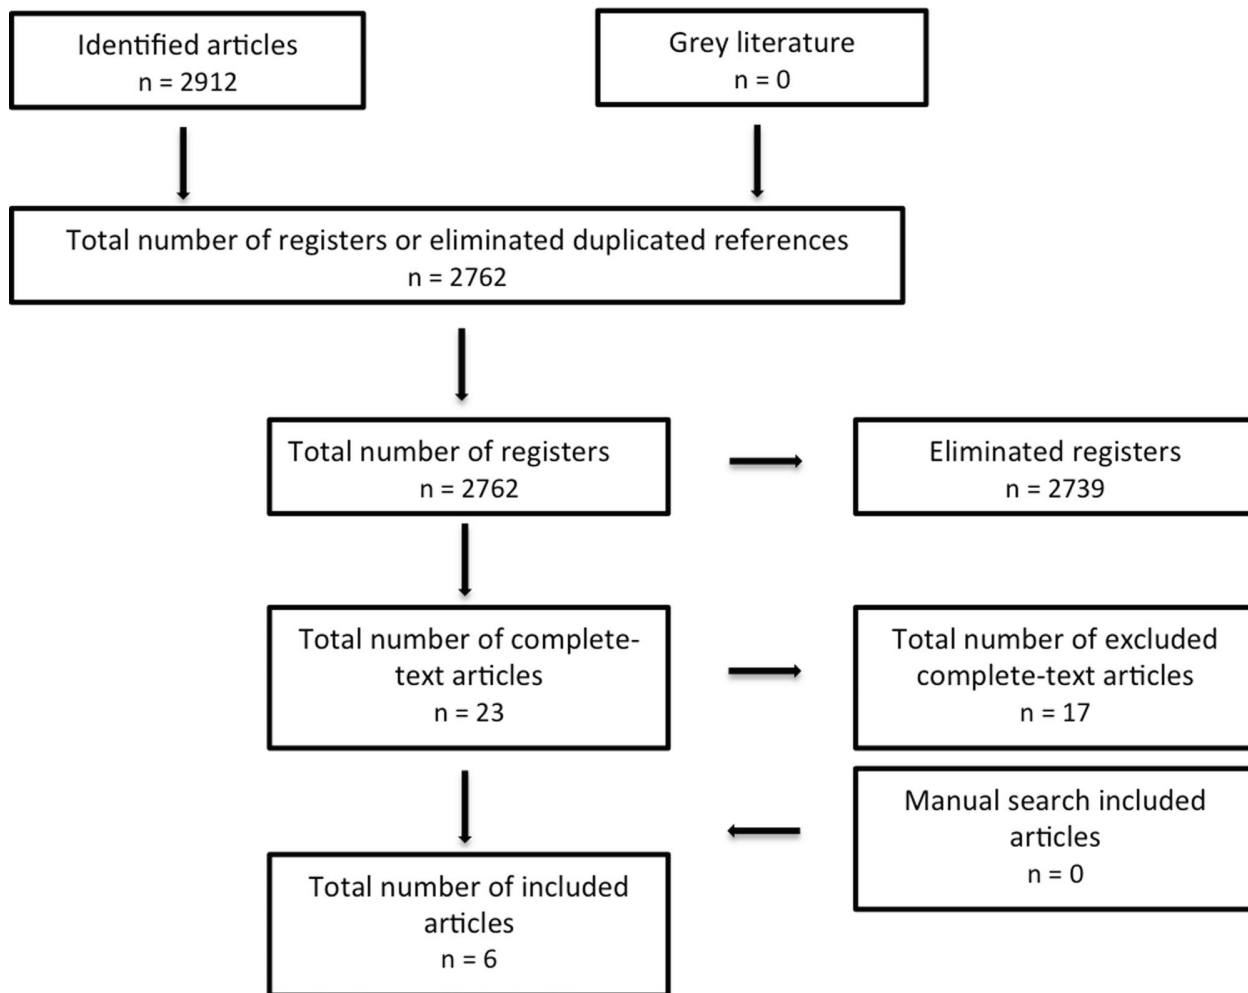 Identified articles
n = 2912
Grey literature
n = 0
Total number of registers or eliminated duplicated references
n = 2762
Total number of registers
n = 2762
Eliminated registers
n = 2739
Total number of complete-
text articles
n = 23
Total number of excluded
complete-text articles
n = 17
Manual search included
articles
n = 0
Total number of included
articles
n = 6